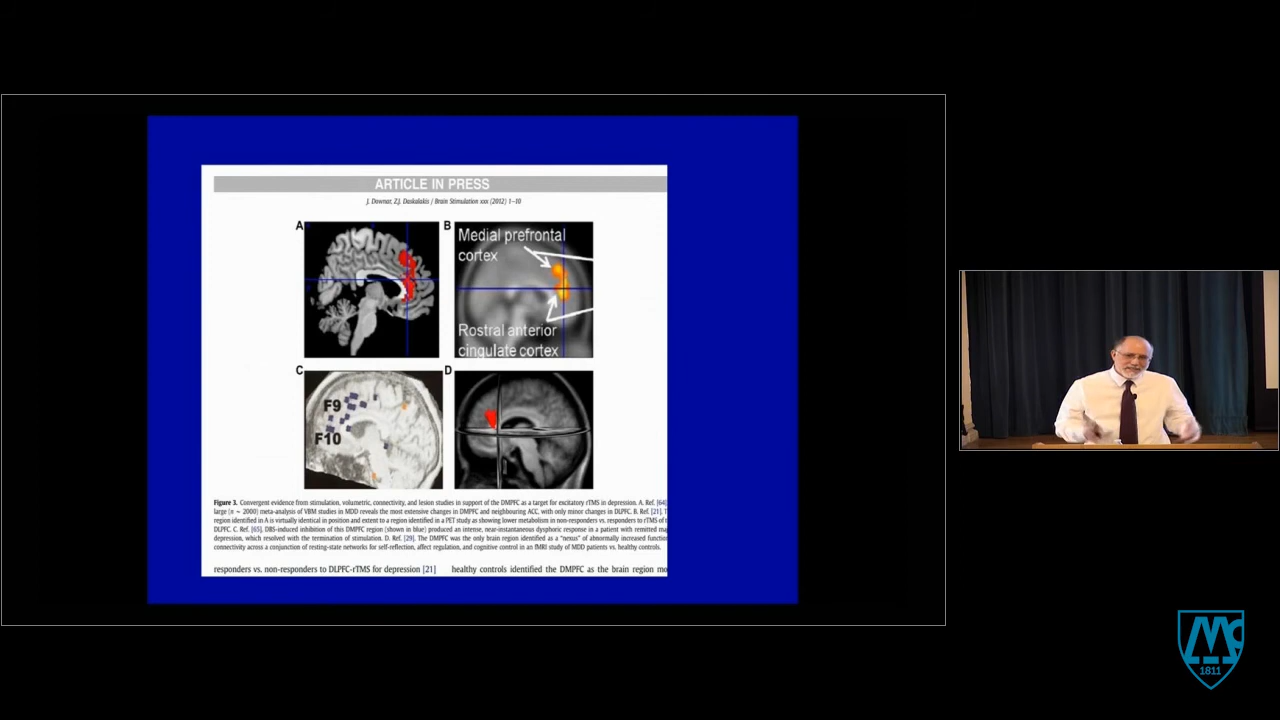 ARTICLE IN PRESS
J. Downar, Z.J. Daskalakis / Brain Stimulation xxx (2012) 1–10
A
B
Medial prefrontal
cortex
Rostral anterior
cingulate cortex
C
D
F9
F10
Figure 3. Convergent evidence from stimulation, volumetric, connectivity, and lesion studies in support of the DMPFC as a target for excitatory rTMS in depression. A. Ref. [64]
large (n ~ 2000) meta-analysis of VBM studies in MDD reveals the most extensive changes in DMPFC and neighbouring ACC, with only minor changes in DLPFC. B. Ref. [21]. T
region identified in A is virtually identical in position and extent to a region identified in a PET study as showing lower metabolism in non-responders vs. responders to rTMS of t
DLPFC. C. Ref. [65]. DBS-induced inhibition of this DMPFC region (shown in blue) produced an intense, near-instantaneous dysphoric response in a patient with remitted ma
depression, which resolved with the termination of stimulation. D. Ref. [29]. The DMPFC was the only brain region identified as a "nexus" of abnormally increased function
connectivity across a conjunction of resting-state networks for self-reflection, affect regulation, and cognitive control in an fMRI study of MDD patients vs. healthy controls.
responders vs. non-responders to DLPFC-rTMS for depression [21]
healthy controls identified the DMPFC as the brain region mo
Mc
1811